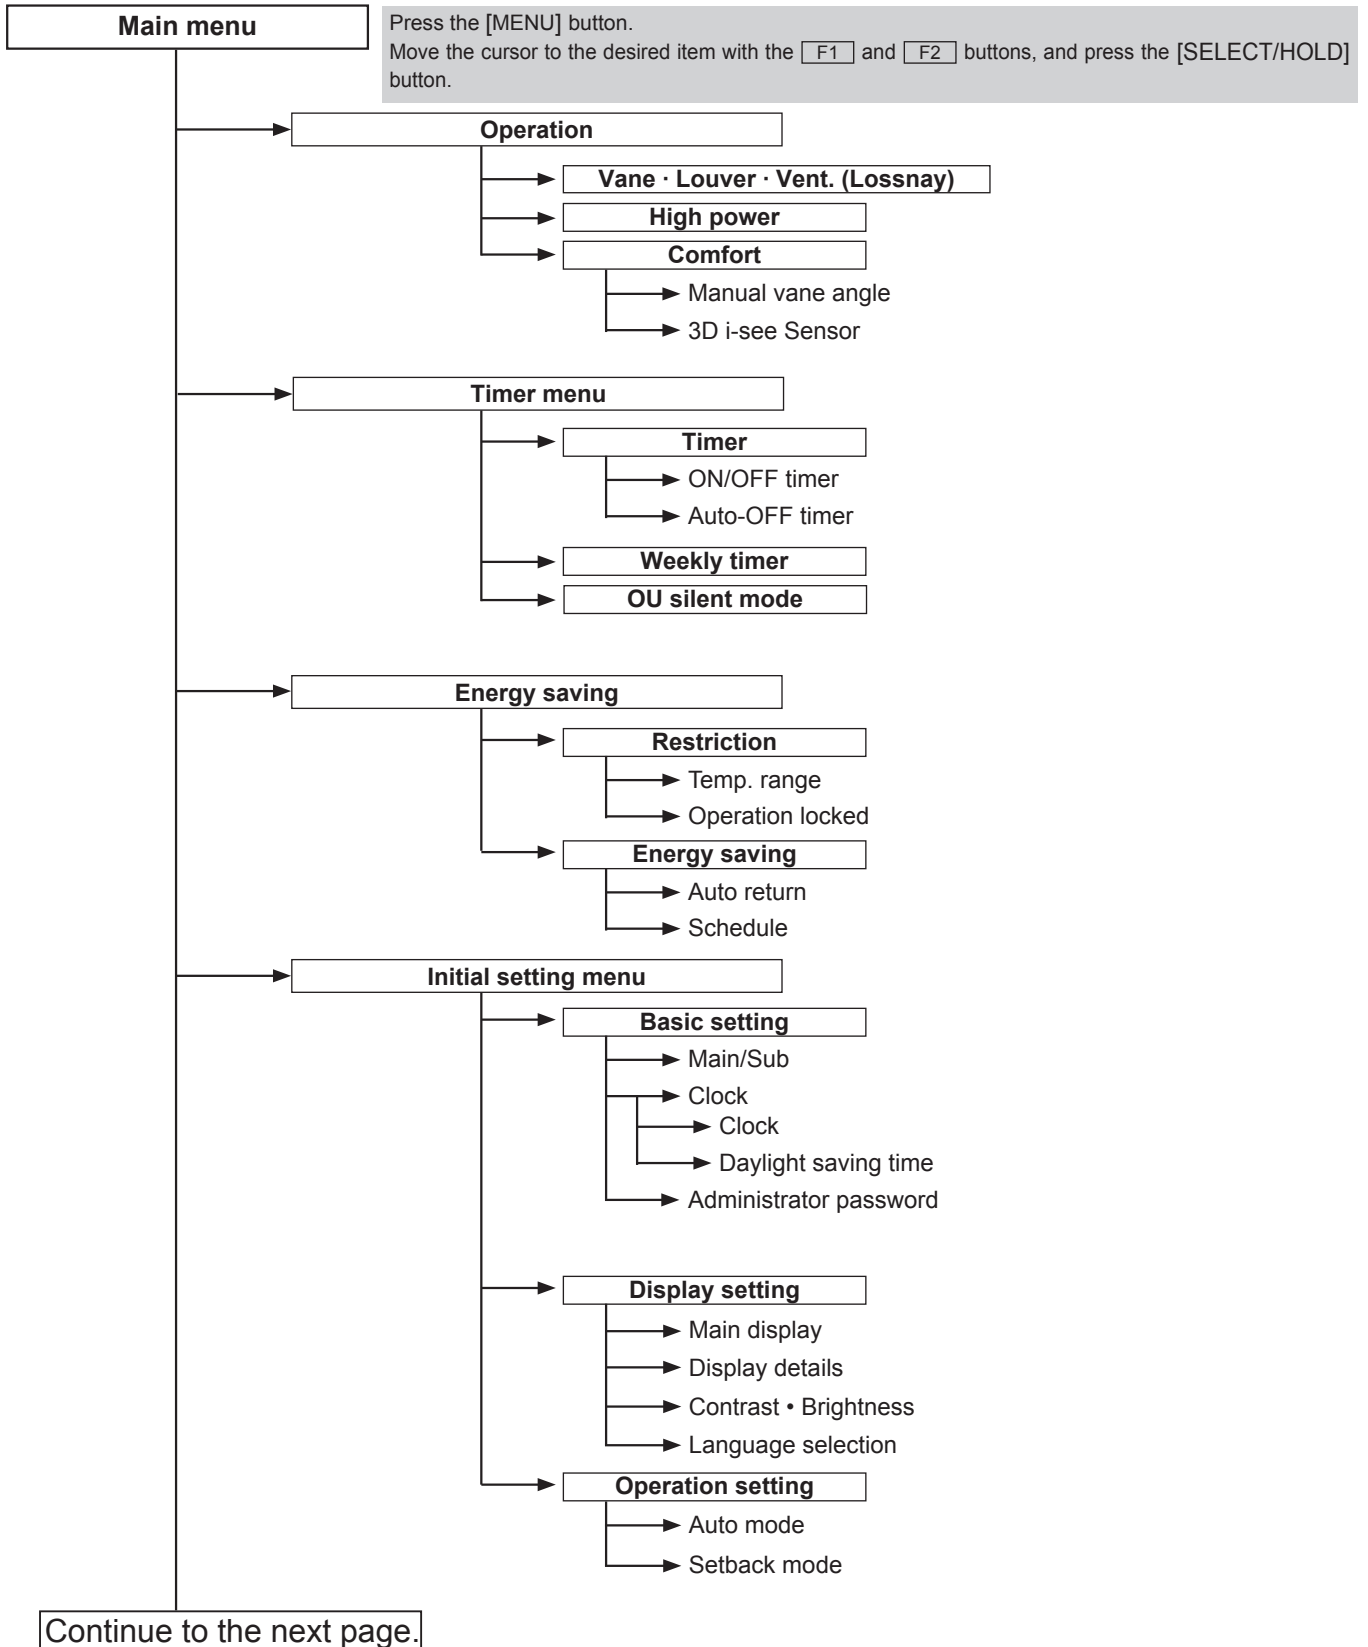 Main menu
Press the [MENU] button.
Move the cursor to the desired item with the F1 and F2 buttons, and press the [SELECT/HOLD]
button.
Operation
Vane · Louver · Vent. (Lossnay)
High power
Comfort
Manual vane angle
3D i-see Sensor
Timer menu
Timer
ON/OFF timer
Auto-OFF timer
Weekly timer
OU silent mode
Energy saving
Restriction
Temp. range
Operation locked
Energy saving
Auto return
Schedule
Initial setting menu
Basic setting
Main/Sub
Clock
Clock
Daylight saving time
Administrator password
Display setting
Main display
Display details
Contrast • Brightness
Language selection
Operation setting
Auto mode
Setback mode
Continue to the next page.